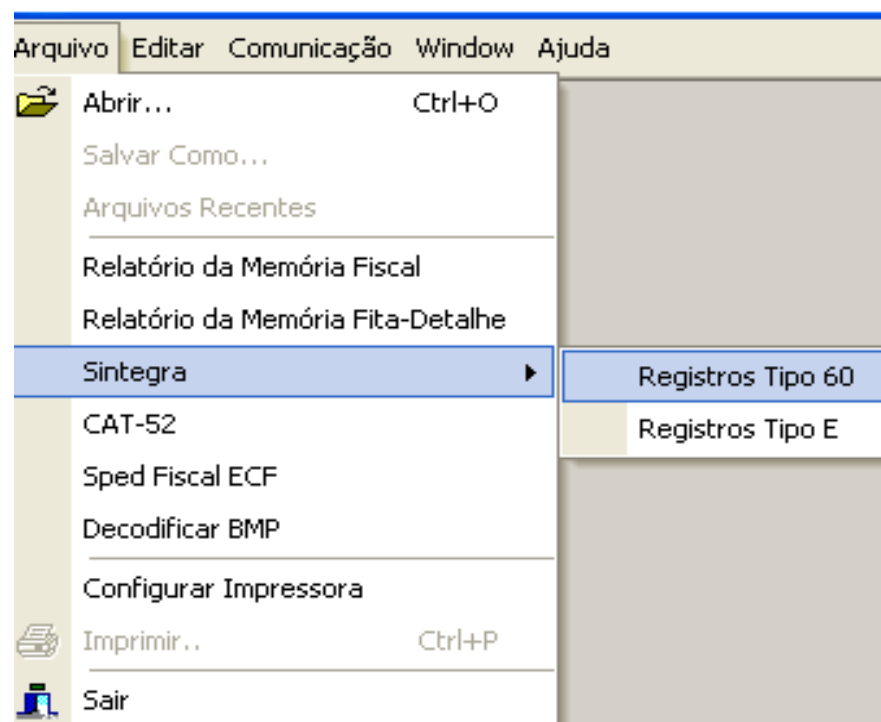 Arquivo Editar Comunicação Window Ajuda
Abrir... Ctrl+O
Salvar Como...
Arquivos Recentes
Relatório da Memória Fiscal
Relatório da Memória Fita-Detalhe
Sintegra
Registros Tipo 60
Registros Tipo E
CAT-52
Sped Fiscal ECF
Decodificar BMP
Configurar Impressora
Imprimir.. Ctrl+P
Sair